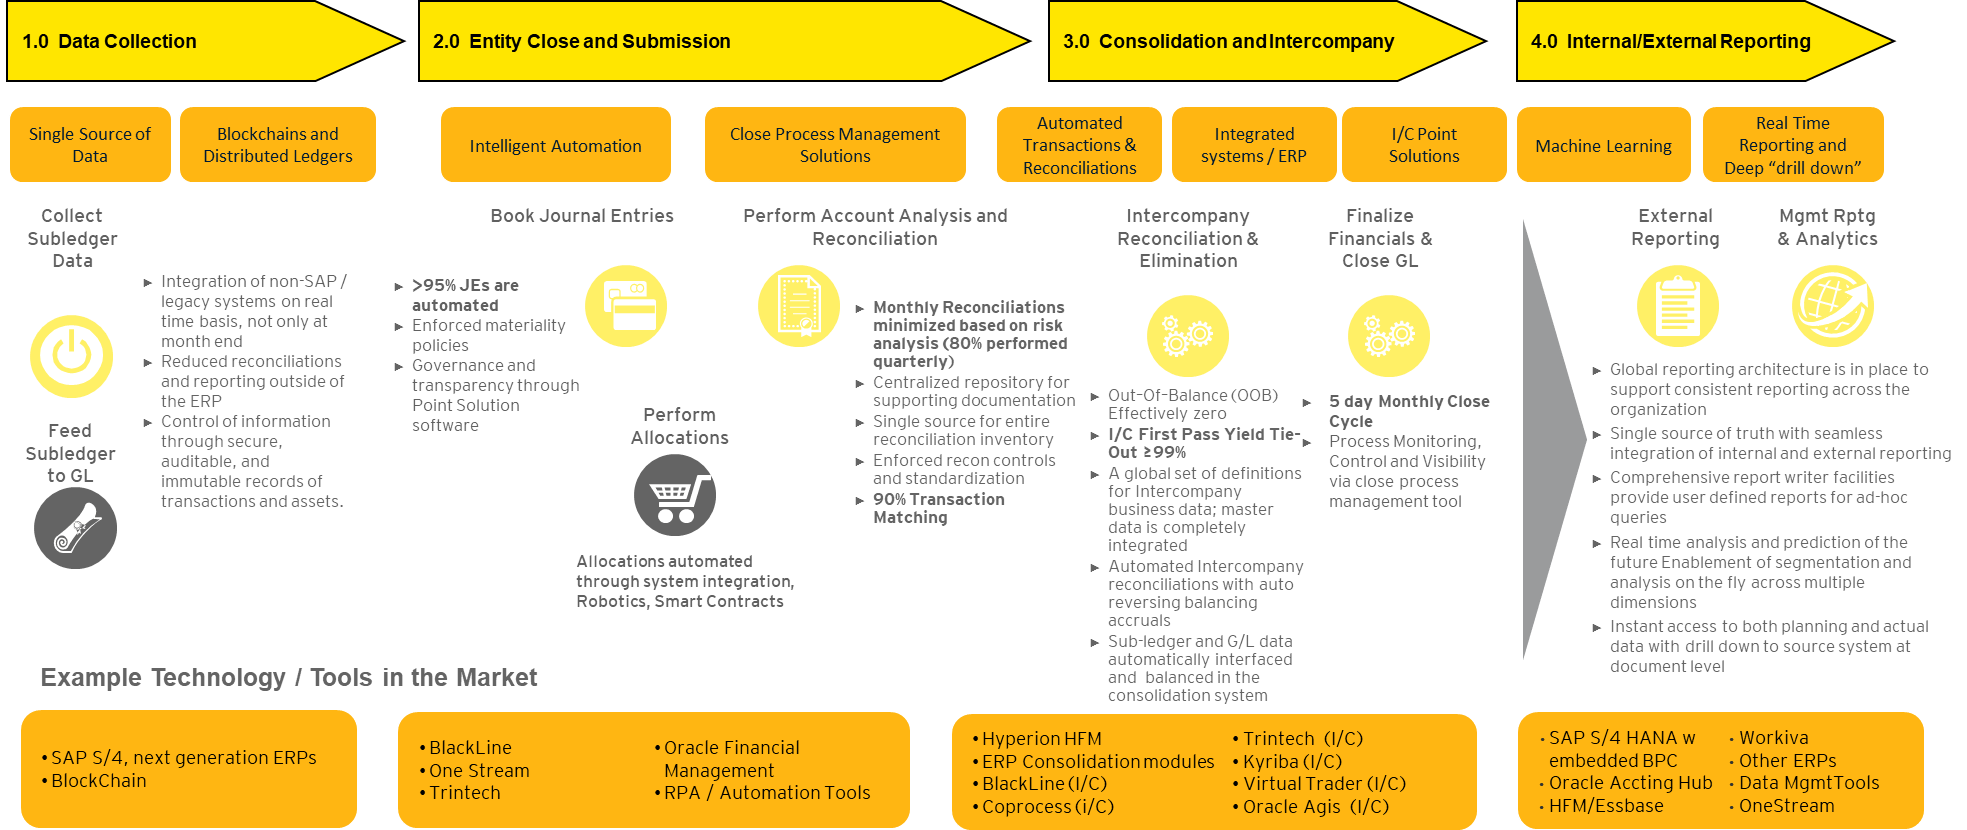 1.0 Data Collection
2.0 Entity Close and Submission
3.0 Consolidation and Intercompany
4.0 Internal/External Reporting
Single Source of
Data
Blockchains and
Distributed Ledgers
Intelligent Automation
Close Process Management
Solutions
Automated
Transactions &
Reconciliations
Integrated
systems / ERP
I/C Point
Solutions
Machine Learning
Real Time
Reporting and
Deep “drill down”
Collect
Subledger
Data
Feed
Subledger
to GL
► Integration of non-SAP /
legacy systems on real
time basis, not only at
month end
► Reduced reconciliations
and reporting outside of
the ERP
► Control of information
through secure,
auditable, and
immutable records of
transactions and assets.
Book Journal Entries
► >95% JEs are
automated
► Enforced materiality
policies
► Governance and
transparency through
Point Solution
software
Perform
Allocations
Allocations automated
through system integration,
Robotics, Smart Contracts
Perform Account Analysis and
Reconciliation
► Monthly Reconciliations
minimized based on risk
analysis (80% performed
quarterly)
► Centralized repository for
supporting documentation
► Single source for entire
reconciliation inventory
► Enforced recon controls
and standardization
► 90% Transaction
Matching
Intercompany
Reconciliation &
Elimination
► Out-Of-Balance (OOB)
Effectively zero
► I/C First Pass Yield Tie-
Out ≥99%
► A global set of definitions
for Intercompany
business data; master
data is completely
integrated
► Automated Intercompany
reconciliations with auto
reversing balancing
accruals
► Sub-ledger and G/L data
automatically interfaced
and balanced in the
consolidation system
Finalize
Financials &
Close GL
► 5 day Monthly Close
Cycle
► Process Monitoring,
Control and Visibility
via close process
management tool
External
Reporting
Mgmt Rptg
& Analytics
► Global reporting architecture is in place to
support consistent reporting across the
organization
► Single source of truth with seamless
integration of internal and external reporting
► Comprehensive report writer facilities
provide user defined reports for ad-hoc
queries
► Real time analysis and prediction of the
future Enablement of segmentation and
analysis on the fly across multiple
dimensions
► Instant access to both planning and actual
data with drill down to source system at
document level
Example Technology / Tools in the Market
• SAP S/4, next generation ERPs
• BlockChain
• BlackLine
• One Stream
• Trintech
• Oracle Financial
Management
• RPA / Automation Tools
• Hyperion HFM
• ERP Consolidation modules
• BlackLine (I/C)
• Coprocess (i/C)
• Trintech (I/C)
• Kyriba (I/C)
• Virtual Trader (I/C)
• Oracle Agis (I/C)
• SAP S/4 HANA w
embedded BPC
• Oracle Accting Hub
• HFM/Essbase
• Workiva
• Other ERPs
• Data MgmtTools
• OneStream